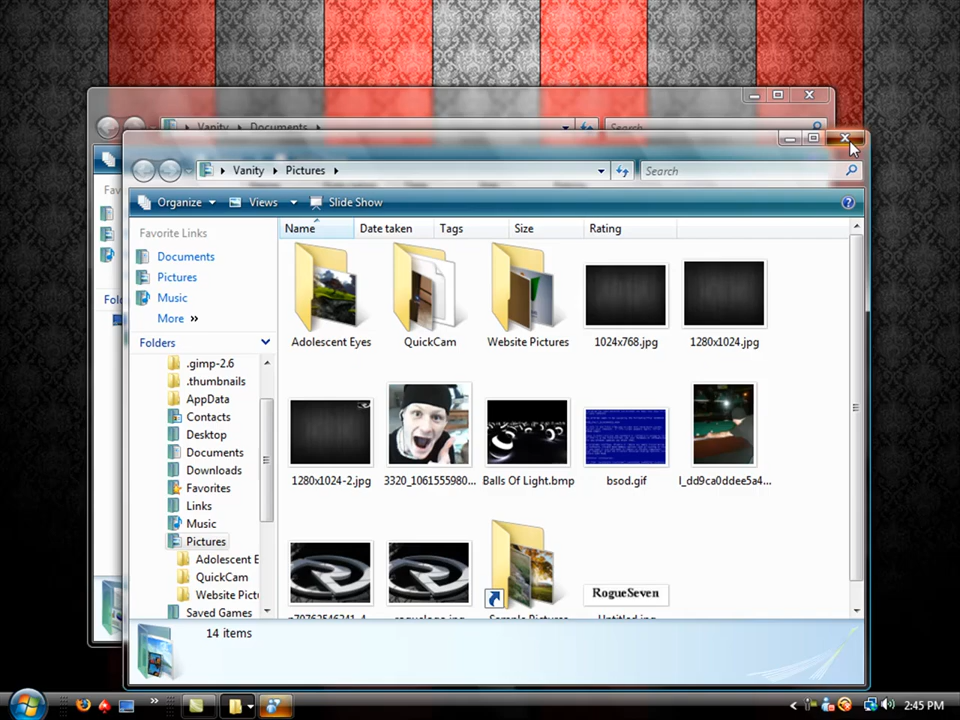 Vanity Documents Search
Vanity Pictures Search
Organize Views Slide Show
Favorite Links
Documents
Pictures
Music
More »
Folders
.gimp-2.6
.thumbnails
AppData
Contacts
Desktop
Documents
Downloads
Favorites
Links
Music
Pictures
Adolescent E
QuickCam
Website Pict
Saved Games
Name Date taken Tags Size Rating
Adolescent Eyes QuickCam Website Pictures 1024x768.jpg 1280x1024.jpg
1280x1024-2.jpg 3320_1061555980... Balls Of Light.bmp bsod.gif l_dd9ca0ddee5a4...
RogueSeven
Sample Pictures Untitled.jpg
14 items
Fav
Fold
2:45 PM